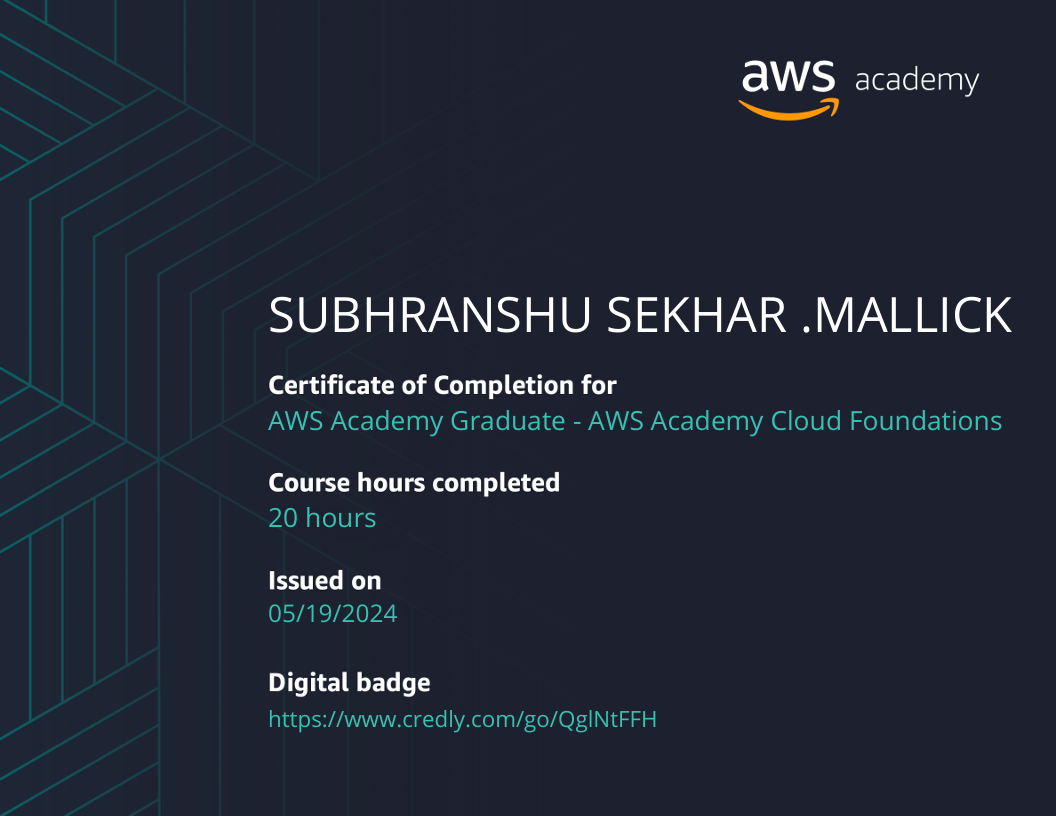 aws academy
SUBHRANSHU SEKHAR .MALLICK
Certificate of Completion for
AWS Academy Graduate - AWS Academy Cloud Foundations
Course hours completed
20 hours
Issued on
05/19/2024
Digital badge
https://www.credly.com/go/QglNtFFH